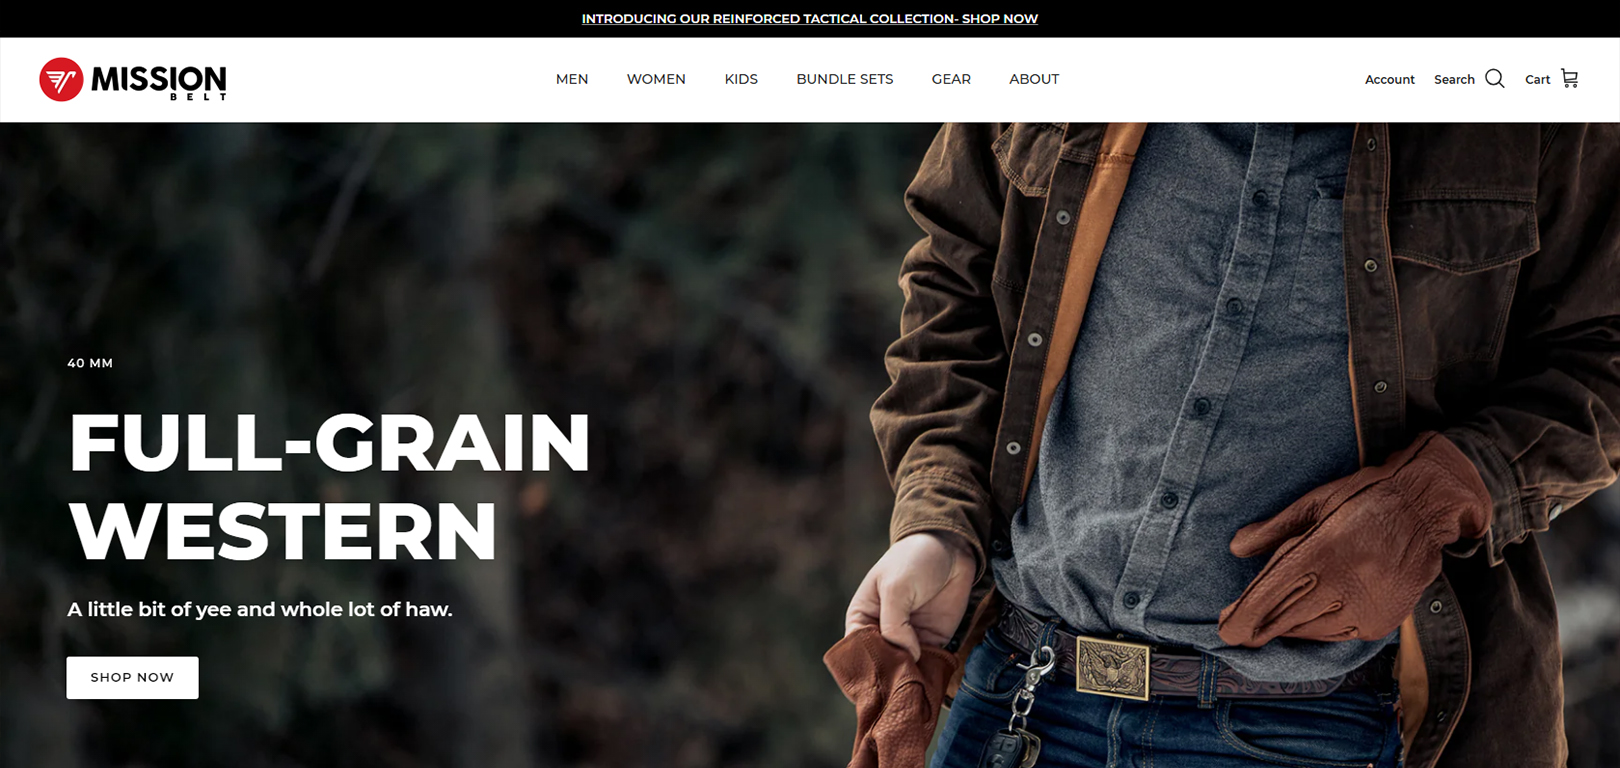 INTRODUCING OUR REINFORCED TACTICAL COLLECTION- SHOP NOW
MISSION
BELT
MEN
WOMEN
KIDS
BUNDLE SETS
GEAR
ABOUT
Account
Search
Cart
40 MM
FULL-GRAIN
WESTERN
A little bit of yee and whole lot of haw.
SHOP NOW